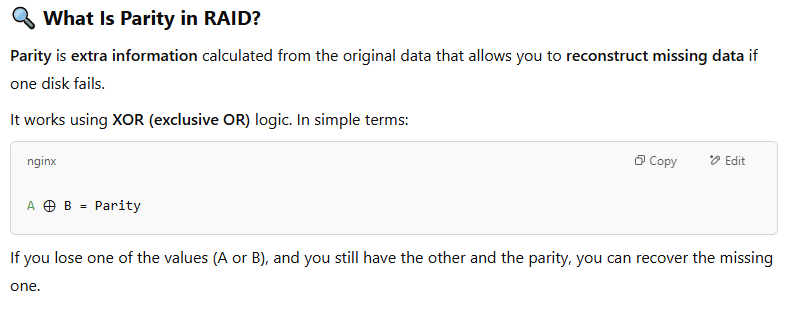 🔍 What Is Parity in RAID?
Parity is extra information calculated from the original data that allows you to reconstruct missing data if
one disk fails.
It works using XOR (exclusive OR) logic. In simple terms:
nginx Copy Edit
A ⊕ B = Parity
If you lose one of the values (A or B), and you still have the other and the parity, you can recover the missing
one.